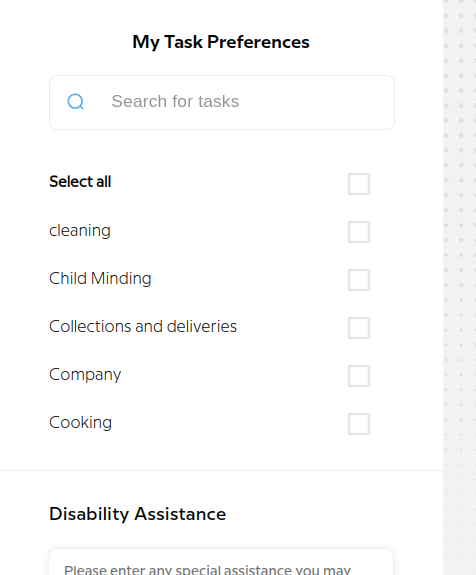 My Task Preferences
Search for tasks
Select all
cleaning
Child Minding
Collections and deliveries
Company
Cooking
Disability Assistance
Please enter any special assistance you may